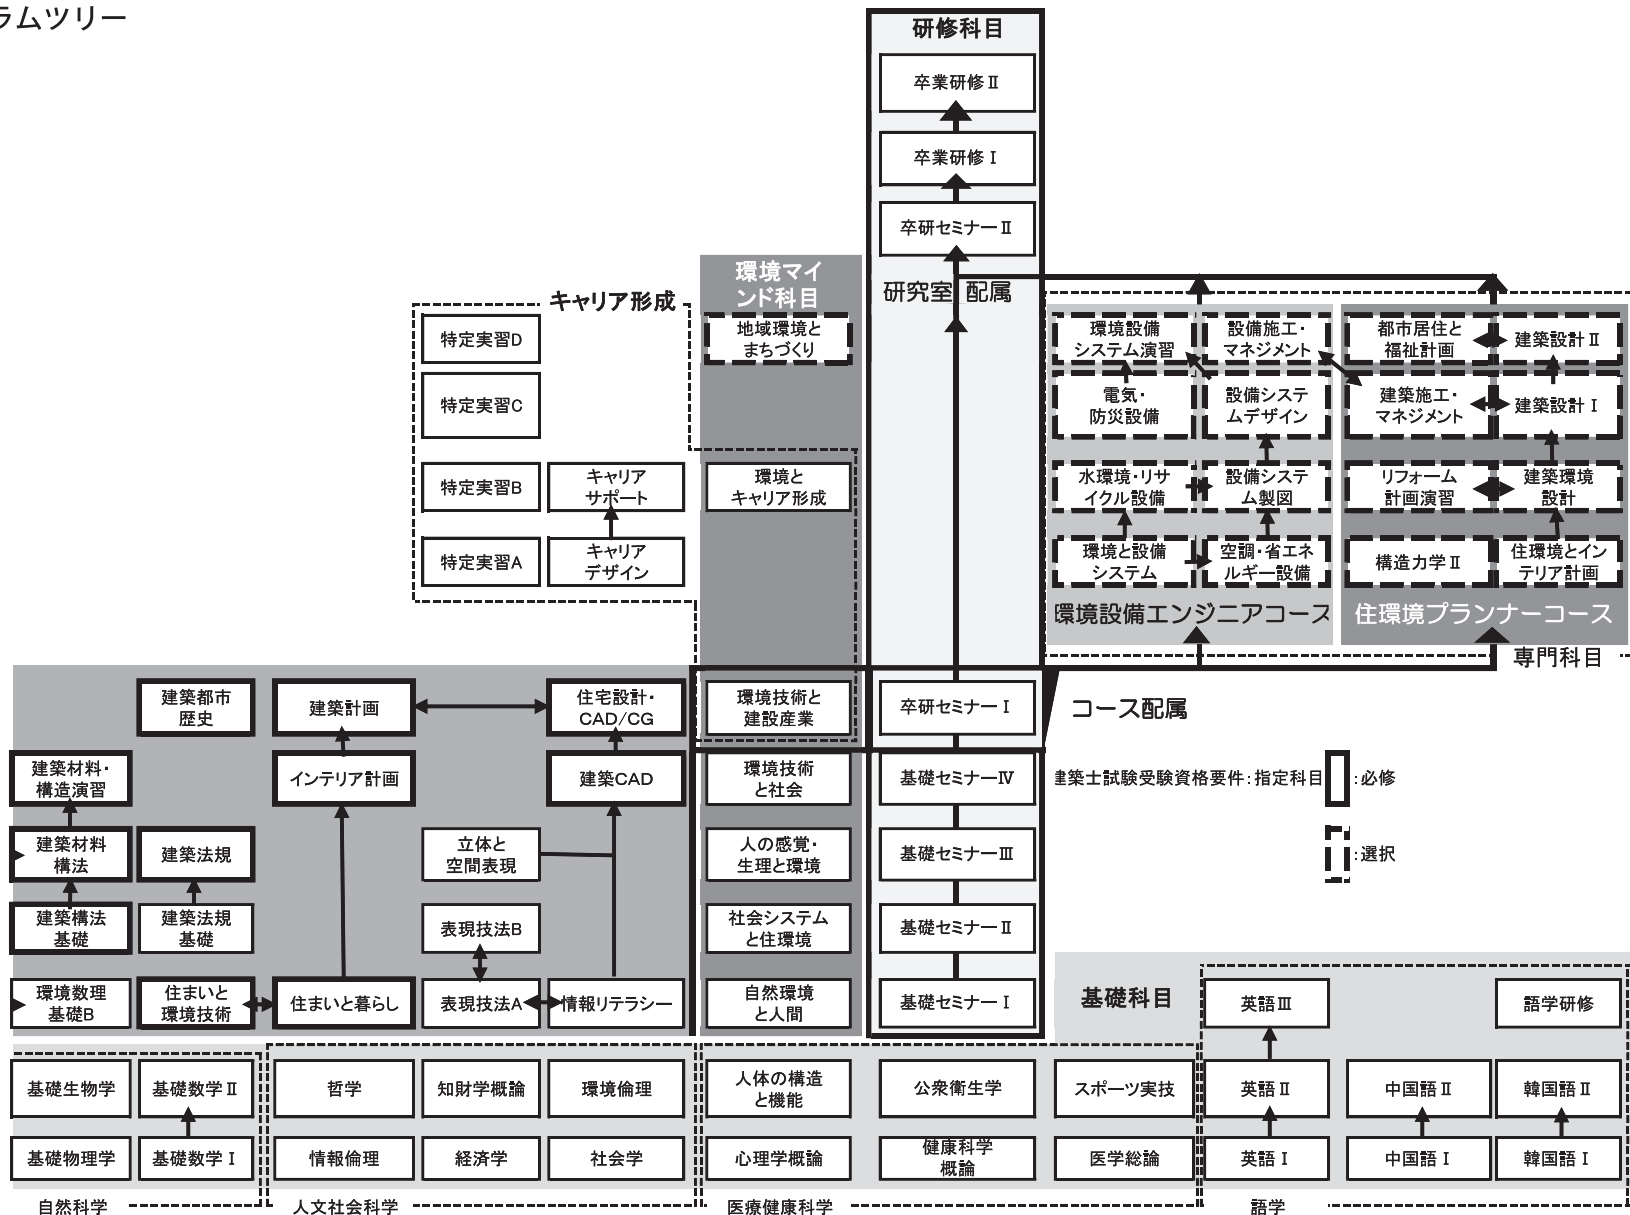 ラムツリー
研修科目
卒業研修Ⅱ
卒業研修Ⅰ
卒研セミナーⅡ
研究室 配属
環境マイ
ンド科目
地域環境と
まちづくり
環境と
キャリア形成
キャリア形成
特定実習D
特定実習C
特定実習B
キャリア
サポート
特定実習A
キャリア
デザイン
環境設備
システム演習
設備施工・
マネジメント
都市居住と
福祉計画
建築設計Ⅱ
電気・
防災設備
設備システ
ムデザイン
建築施工・
マネジメント
建築設計Ⅰ
水環境・リサ
イクル設備
設備システ
ム製図
リフォーム
計画演習
建築環境
設計
環境と設備
システム
空調・省エネ
ルギー設備
構造力学Ⅱ
住環境とイン
テリア計画
環境設備エンジニアコース
住環境プランナーコース
専門科目
建築都市
歴史
建築計画
住宅設計・
CAD/CG
環境技術と
建設産業
卒研セミナーⅠ
コース配属
建築材料・
構造演習
インテリア計画
建築CAD
環境技術
と社会
基礎セミナーⅣ
建築士試験受験資格要件：指定科目
：必修
建築材料
構法
建築法規
立体と
空間表現
人の感覚・
生理と環境
基礎セミナーⅢ
：選択
建築構法
基礎
建築法規
基礎
表現技法B
社会システム
と住環境
基礎セミナーⅡ
環境数理
基礎B
住まいと
環境技術
住まいと暮らし
表現技法A
情報リテラシー
自然環境
と人間
基礎セミナーⅠ
基礎科目
英語Ⅲ
語学研修
基礎生物学
基礎数学Ⅱ
哲学
知財学概論
環境倫理
人体の構造
と機能
公衆衛生学
スポーツ実技
英語Ⅱ
中国語Ⅱ
韓国語Ⅱ
基礎物理学
基礎数学Ⅰ
情報倫理
経済学
社会学
心理学概論
健康科学
概論
医学総論
英語Ⅰ
中国語Ⅰ
韓国語Ⅰ
自然科学
人文社会科学
医療健康科学
語学